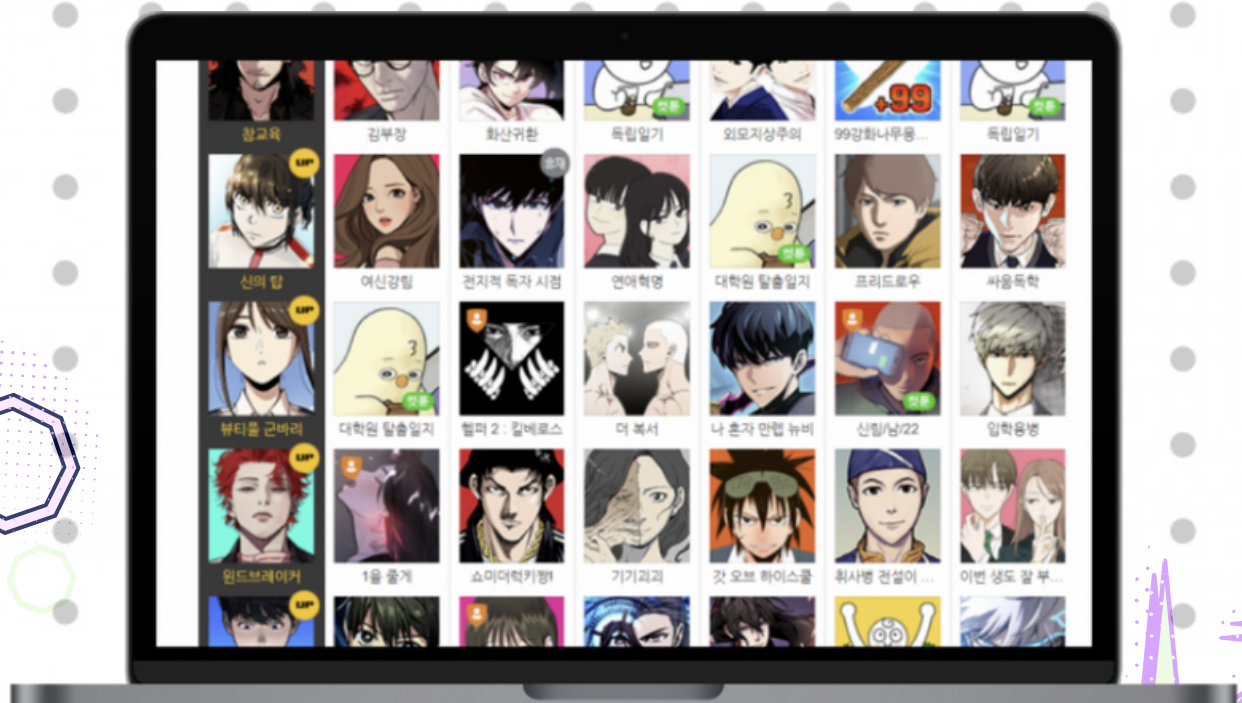 컷툰
+99
컷툰
참교육
김부장
화산귀환
독립일기
외모지상주의
99강화나무몽...
독립일기
UP
휴재
3
컷툰
신의 탑
여신강림
전지적 독자 시점
연애혁명
대학원 탈출일지
프리드로우
싸움독학
UP
3
컷툰
컷툰
뷰티풀 군바리
대학원 탈출일지
헬퍼 2 : 킬베로스
더 복서
나 혼자 만렙 뉴비
신림/남/22
입학용병
UP
윈드브레이커
1을 줄게
쇼미더럭키짱!
기기괴괴
갓 오브 하이스쿨
취사병 전설이 ...
이번 생도 잘 부...
UP